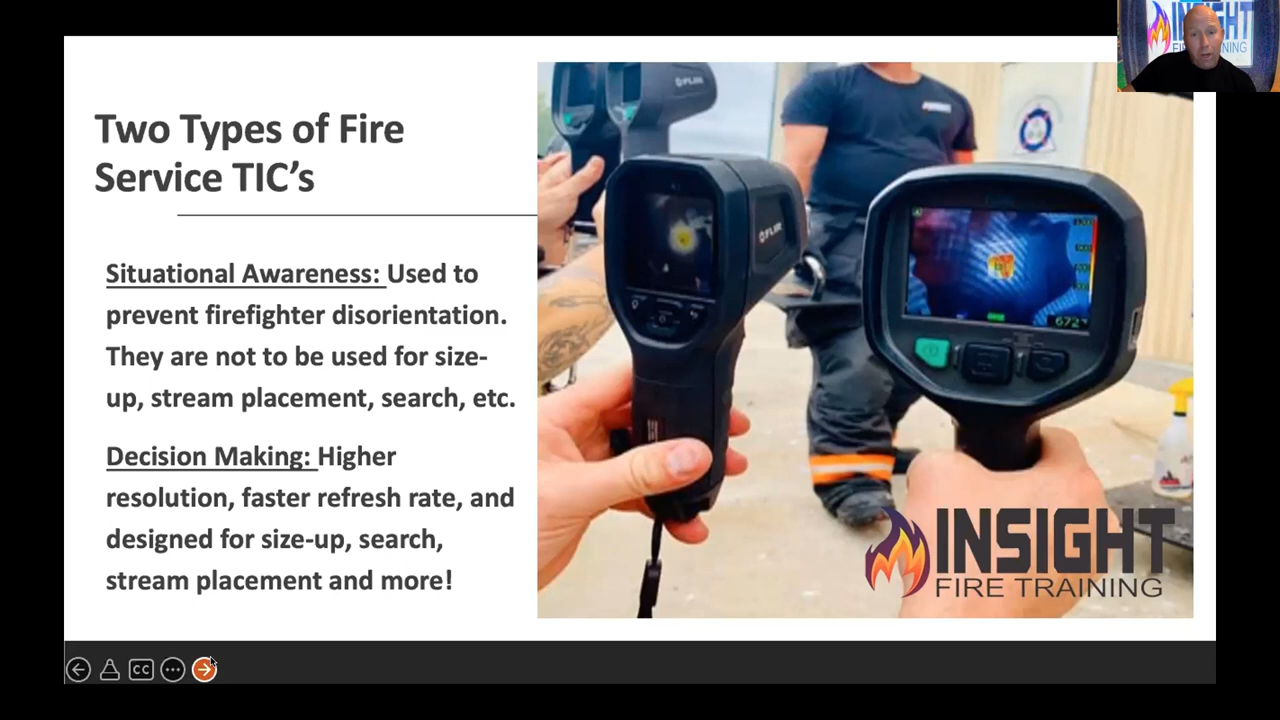 INSIGHT
FIRE TRAINING
Two Types of Fire
Service TIC's
Situational Awareness: Used to
prevent firefighter disorientation.
They are not to be used for size-
up, stream placement, search, etc.
Decision Making: Higher
resolution, faster refresh rate, and
designed for size-up, search,
stream placement and more!
FLIR
FLIR
672°
INSIGHT
FIRE TRAINING
CC